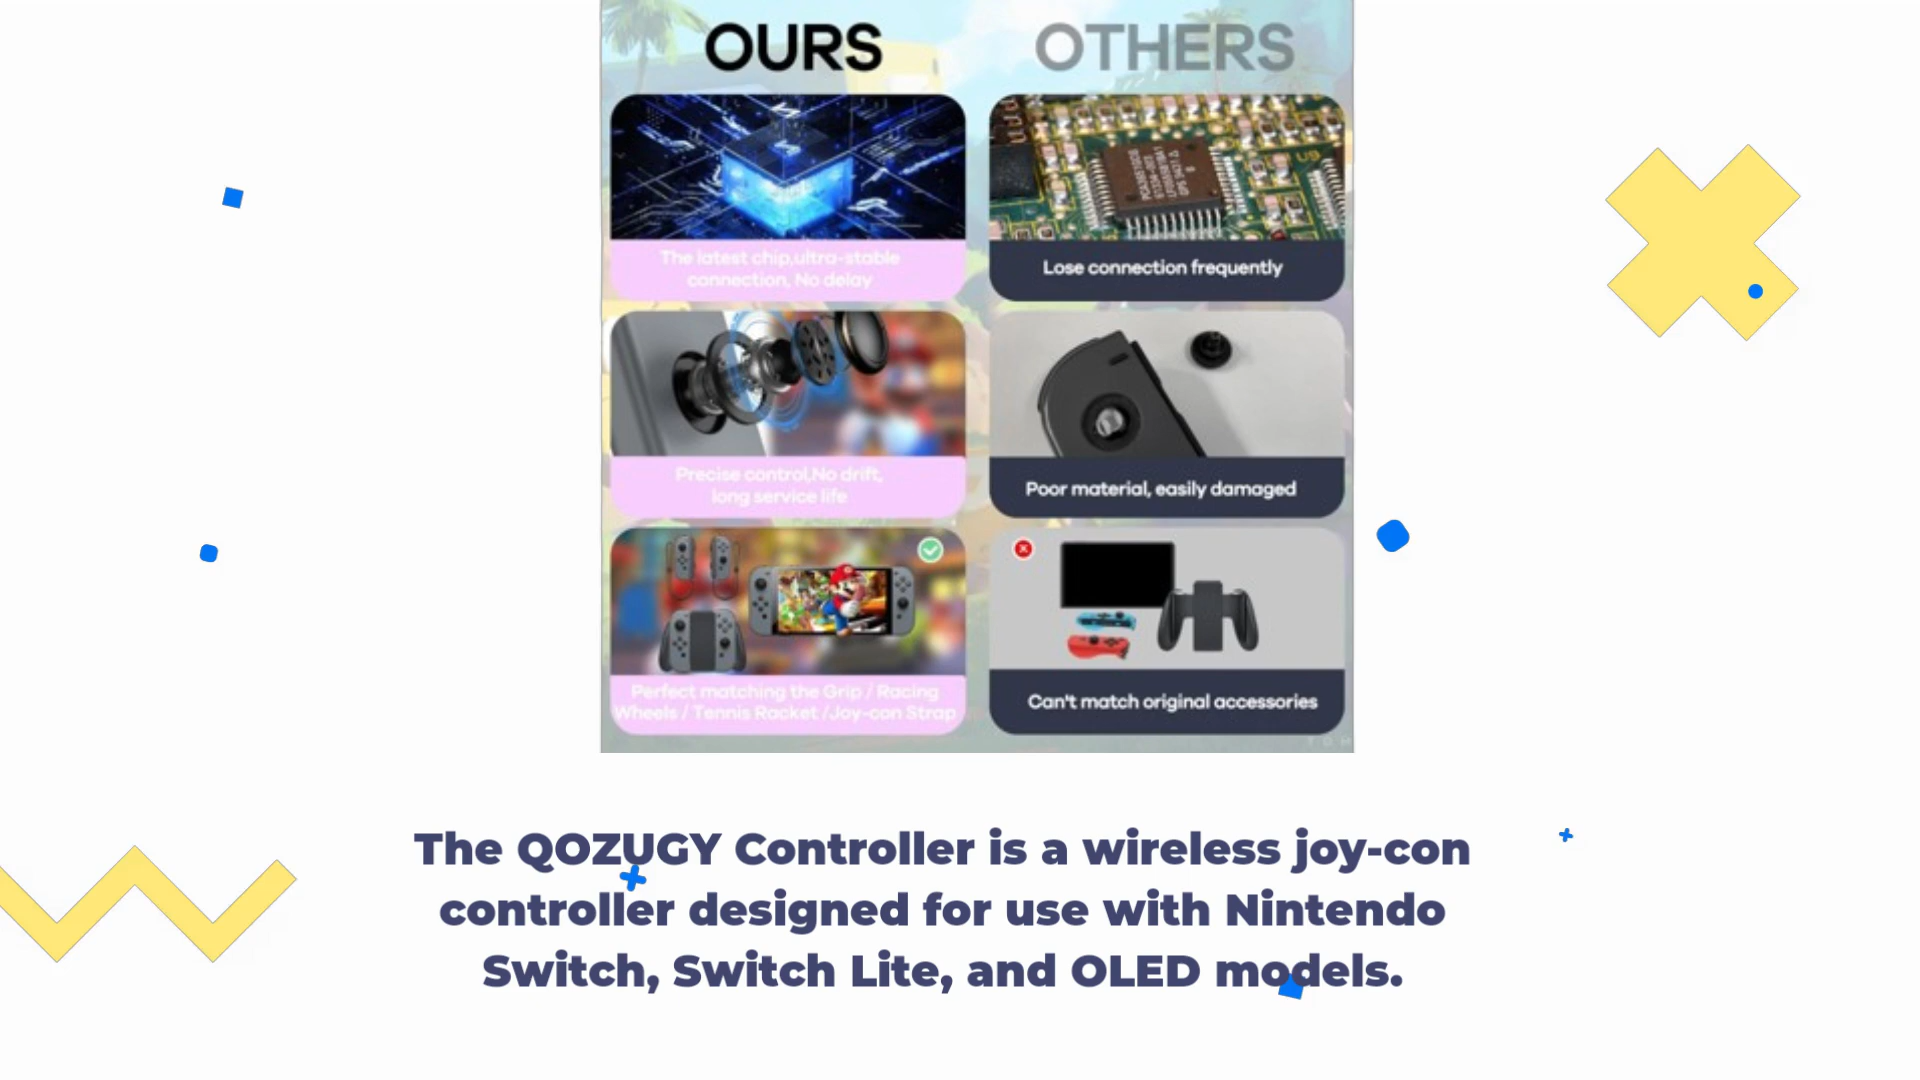 OURS
OTHERS
The latest chip,ultra-stable
connection, No delay
Lose connection frequently
Precise control,No drift,
long service life
Poor material, easily damaged
Perfect matching the Grip / Racing
Wheels / Tennis Racket /Joy-con Strap
Can't match original accessories
The QOZUGY Controller is a wireless joy-con
controller designed for use with Nintendo
Switch, Switch Lite, and OLED models.